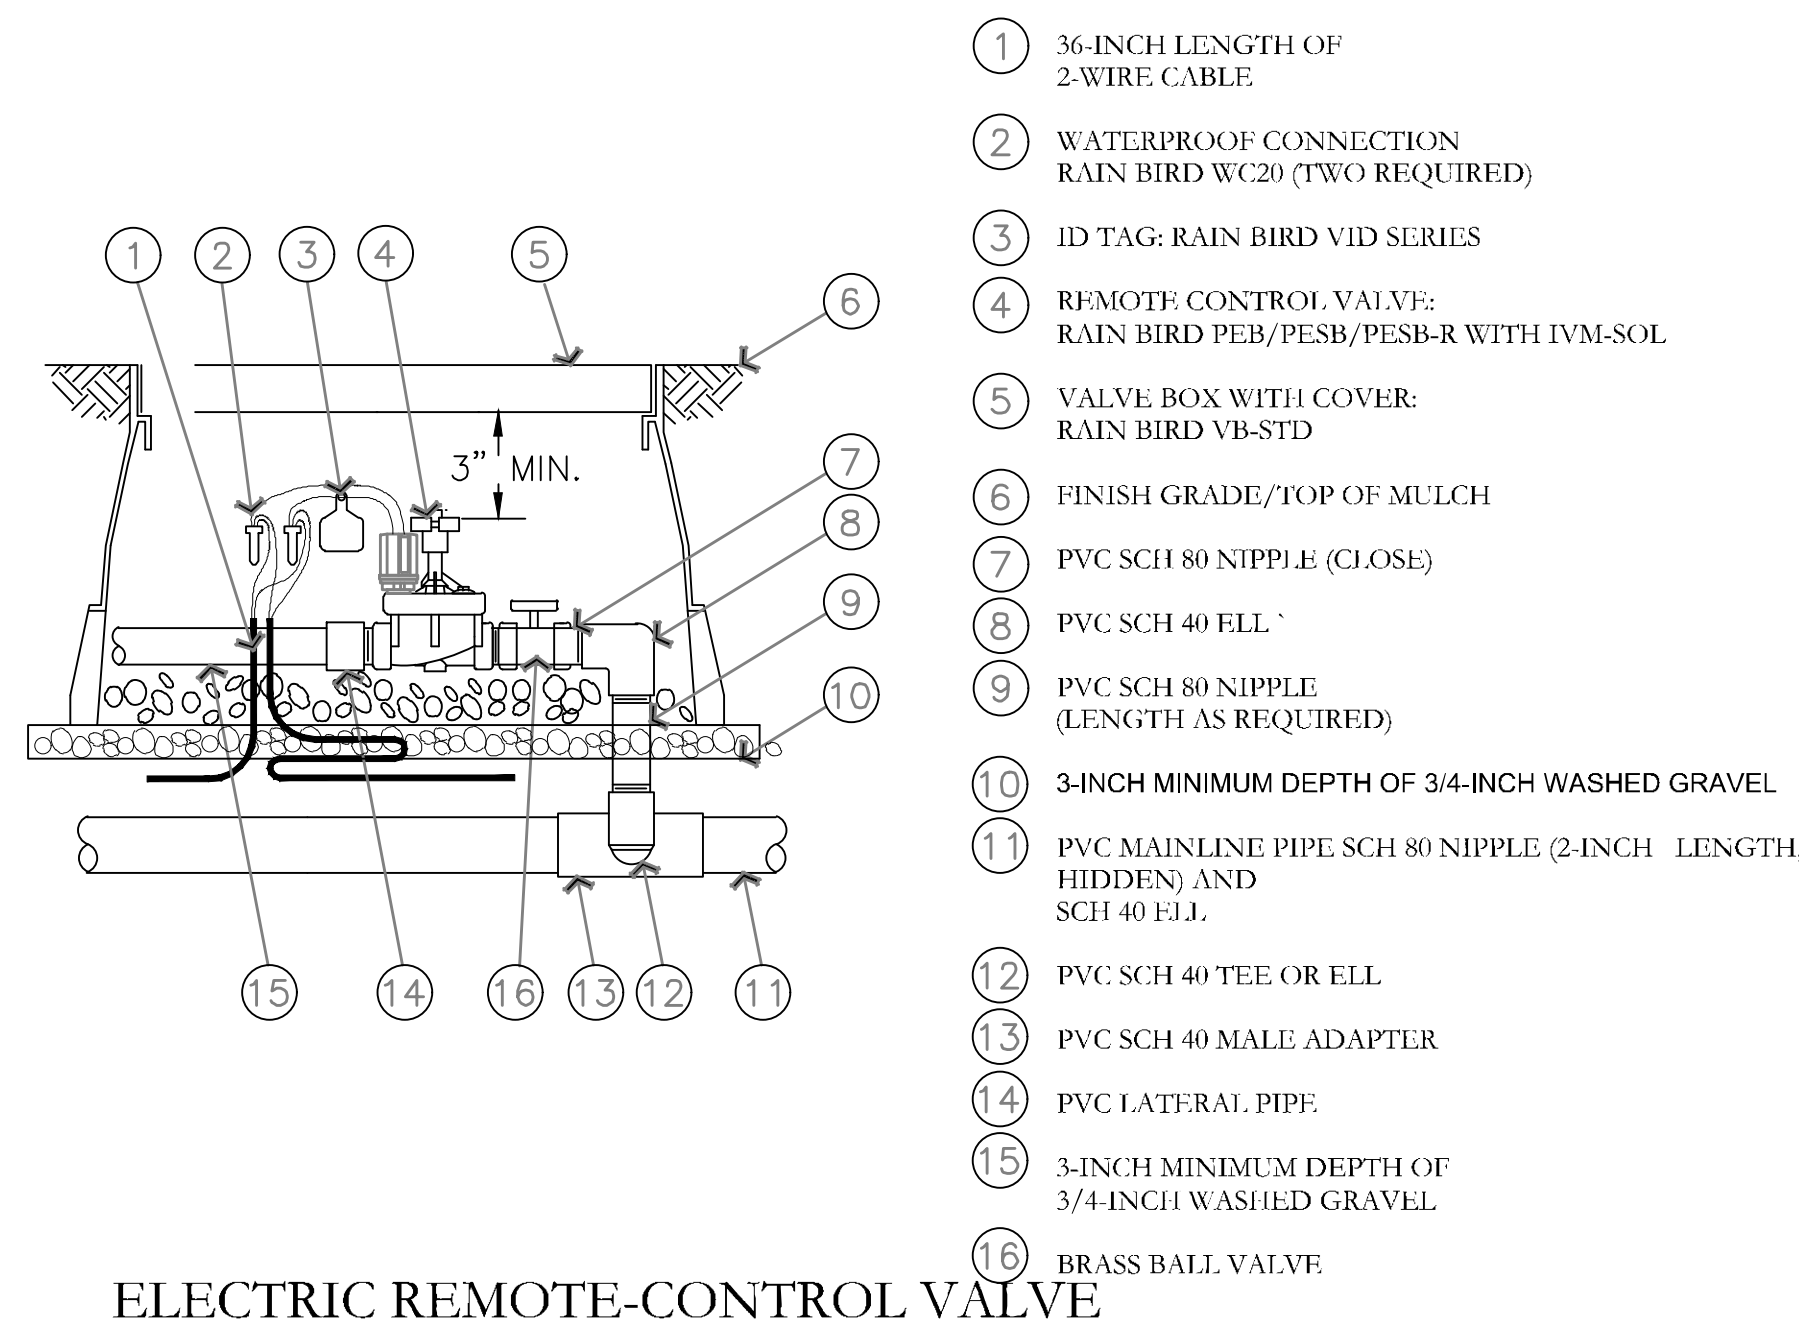 1 2 3 4 5
6
3" MIN.
7
8
9
10
15 14 16 13 12 11
1 36-INCH LENGTH OF
2-WIRE CABLE
2 WATERPROOF CONNECTION
RAIN BIRD WC20 (TWO REQUIRED)
3 ID TAG: RAIN BIRD VID SERIES
4 REMOTE CONTROL VALVE:
RAIN BIRD PEB/PESB/PESB-R WITH IVM-SOL
5 VALVE BOX WITH COVER:
RAIN BIRD VB-STD
6 FINISH GRADE/TOP OF MULCH
7 PVC SCH 80 NIPPLE (CLOSE)
8 PVC SCH 40 ELL `
9 PVC SCH 80 NIPPLE
(LENGTH AS REQUIRED)
10 3-INCH MINIMUM DEPTH OF 3/4-INCH WASHED GRAVEL
11 PVC MAINLINE PIPE SCH 80 NIPPLE (2-INCH LENGTH,
HIDDEN) AND
SCH 40 ELL
12 PVC SCH 40 TEE OR ELL
13 PVC SCH 40 MALE ADAPTER
14 PVC LATERAL PIPE
15 3-INCH MINIMUM DEPTH OF
3/4-INCH WASHED GRAVEL
16 BRASS BALL VALVE
ELECTRIC REMOTE-CONTROL VALVE